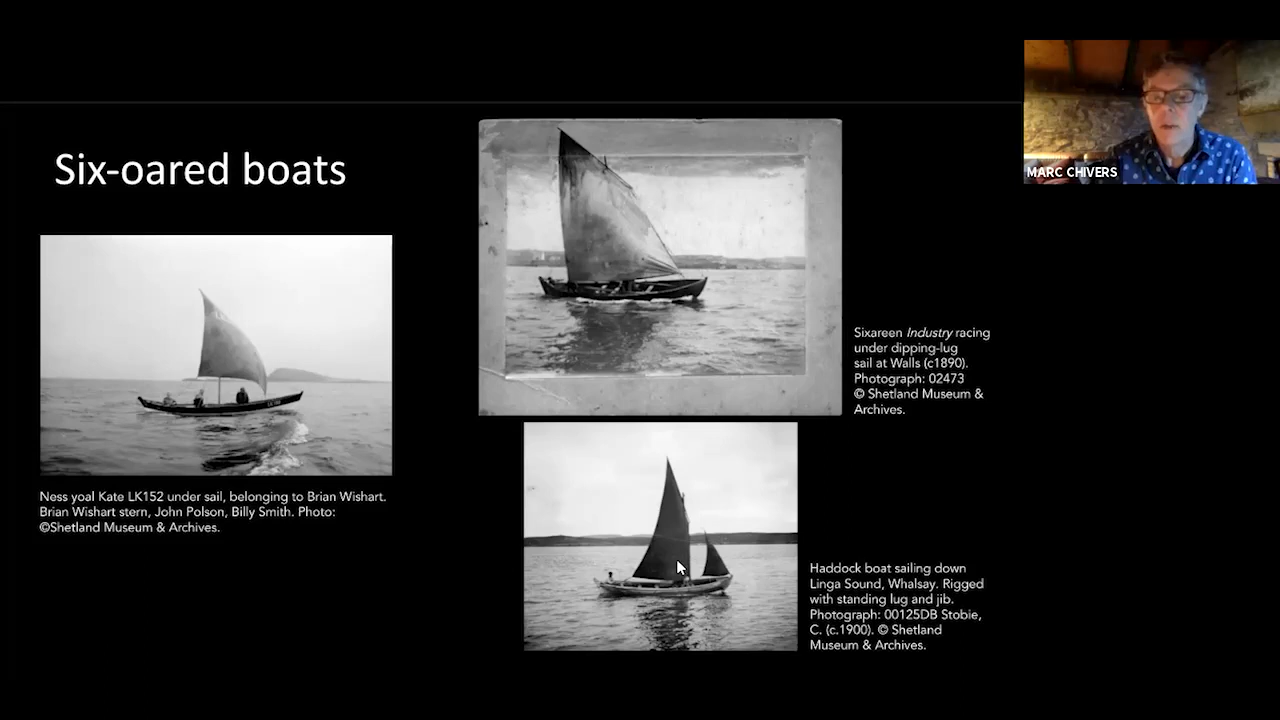 Six-oared boats
MARC CHIVERS
Sixareen Industry racing
under dipping-lug
sail at Walls (c1890).
Photograph: 02473
© Shetland Museum &
Archives.
Ness yoal Kate LK152 under sail, belonging to Brian Wishart.
Brian Wishart stern, John Polson, Billy Smith. Photo:
©Shetland Museum & Archives.
Haddock boat sailing down
Linga Sound, Whalsay. Rigged
with standing lug and jib.
Photograph: 00125DB Stobie,
C. (c.1900). © Shetland
Museum & Archives.